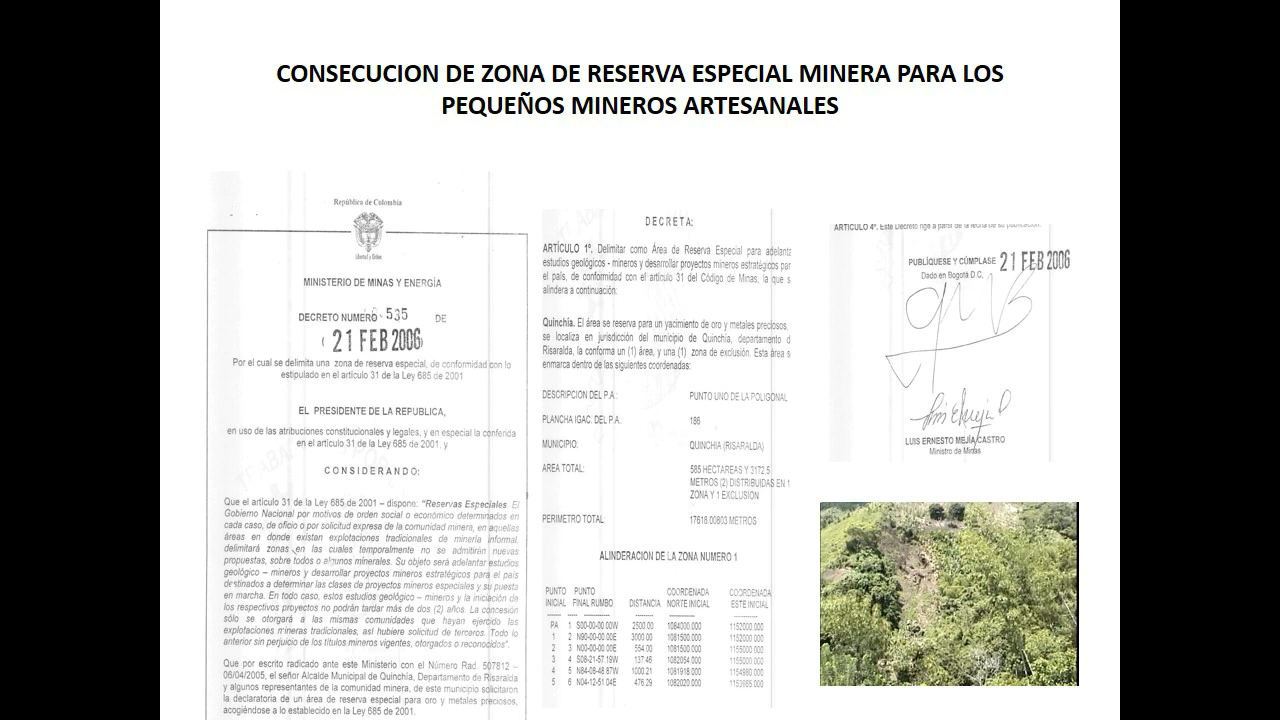 CONSECUCION DE ZONA DE RESERVA ESPECIAL MINERA PARA LOS
PEQUEÑOS MINEROS ARTESANALES
República de Colombia
Libertad y Orden
MINISTERIO DE MINAS Y ENERGÍA
DECRETO NUMERO 535 DE
( 21 FEB 2006 )
Por el cual se delimita una zona de reserva especial, de conformidad con lo
estipulado en el artículo 31 de la Ley 685 de 2001
EL PRESIDENTE DE LA REPUBLICA,
en uso de las atribuciones constitucionales y legales, y en especial la conferida
en el artículo 31 de la Ley 685 de 2001, y
CONSIDERANDO:
Que el artículo 31 de la Ley 685 de 2001 – dispone: "Reservas Especiales. El
Gobierno Nacional por motivos de orden social o económico determinados en
cada caso, de oficio o por solicitud expresa de la comunidad minera, en aquellas
áreas en donde existan explotaciones tradicionales de minería informal,
delimitará zonas en las cuales temporalmente no se admitirán nuevas
propuestas, sobre todos o algunos minerales. Su objeto será adelantar estudios
geológico – mineros y desarrollar proyectos mineros estratégicos para el país
destinados a determinar las clases de proyectos mineros especiales y su puesta
en marcha. En todo caso, estos estudios geológico – mineros y la iniciación de
los respectivos proyectos no podrán tardar más de dos (2) años. La concesión
sólo se otorgará a las mismas comunidades que hayan ejercido las
explotaciones mineras tradicionales, así hubiere solicitud de terceros. Todo lo
anterior sin perjuicio de los títulos mineros vigentes, otorgados o reconocidos".
Que por escrito radicado ante este Ministerio con el Número Rad. 507812 –
06/04/2005, el señor Alcalde Municipal de Quinchía, Departamento de Risaralda
y algunos representantes de la comunidad minera, de este municipio solicitaron
la declaratoria de un área de reserva especial para oro y metales preciosos,
acogiéndose a lo establecido en la Ley 685 de 2001.
DECRETA:
ARTÍCULO 1º. Delimitar como Área de Reserva Especial para adelanta
estudios geológicos - mineros y desarrollar proyectos mineros estratégicos par
el país, de conformidad con el artículo 31 del Código de Minas, la que s
alindera a continuación:
Quinchía. El área se reserva para un yacimiento de oro y metales preciosos,
se localiza en jurisdicción del municipio de Quinchía, departamento d
Risaralda, la conforma un (1) área, y una (1) zona de exclusión. Esta área s
enmarca dentro de las siguientes coordenadas:
DESCRIPCIÓN DEL P.A.: PUNTO UNO DE LA POLIGONAL
PLANCHA IGAC. DEL P.A.: 186
MUNICIPIO: QUINCHIA (RISARALDA)
AREA TOTAL: 585 HECTAREAS Y 3172.5
METROS (2) DISTRIBUIDAS EN 1
ZONA Y 1 EXCLUSION
PERIMETRO TOTAL: 17618.00803 METROS
ALINDERACION DE LA ZONA NUMERO 1
PUNTO PUNTO COORDENADA COORDENADA
INICIAL FINAL RUMBO DISTANCIA NORTE INICIAL ESTE INICIAL
PA 1 S00-00-00.00W 2500.00 1084000.000 1152000.000
1 2 N90-00-00.00E 3000.00 1081500.000 1152000.000
2 3 N00-00-00.00E 554.00 1081500.000 1155000.000
3 4 S08-21-57.19W 137.46 1082054.000 1155000.000
4 5 N84-08-48.87W 1000.21 1081918.000 1154980.000
5 6 N04-12-51.04E 476.29 1082020.000 1153985.000
ARTICULO 4º. Este Decreto rige a partir de la fecha de su publicación.
PUBLÍQUESE Y CÚMPLASE 21 FEB 2006
Dado en Bogotá D.C,
LUIS ERNESTO MEJÍA CASTRO
Ministro de Minas